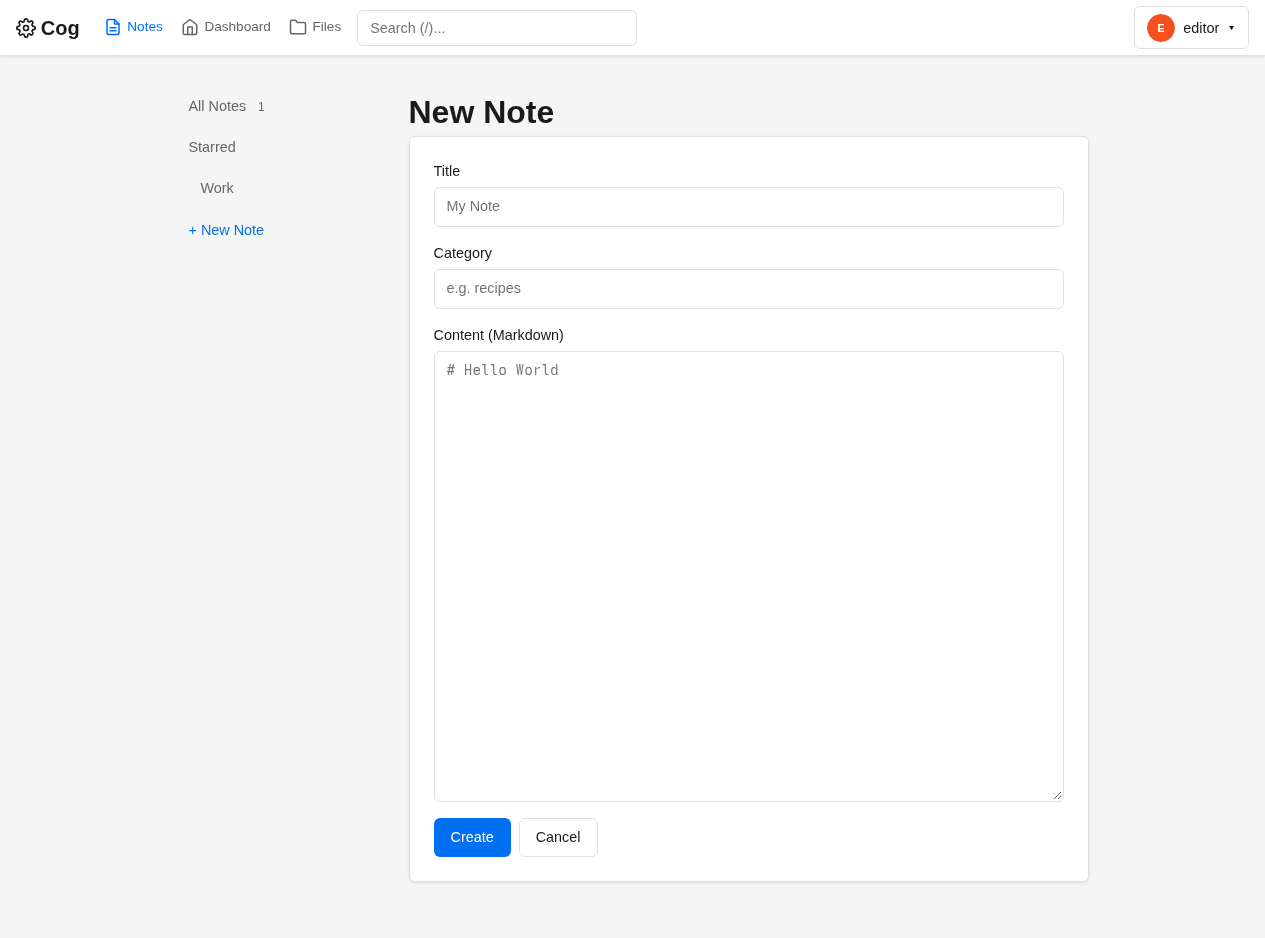 Cog
Notes
Dashboard
Files
Search (/)...
E
editor
All Notes 1
Starred
Work
+ New Note
New Note
Title
My Note
Category
e.g. recipes
Content (Markdown)
# Hello World
Create
Cancel